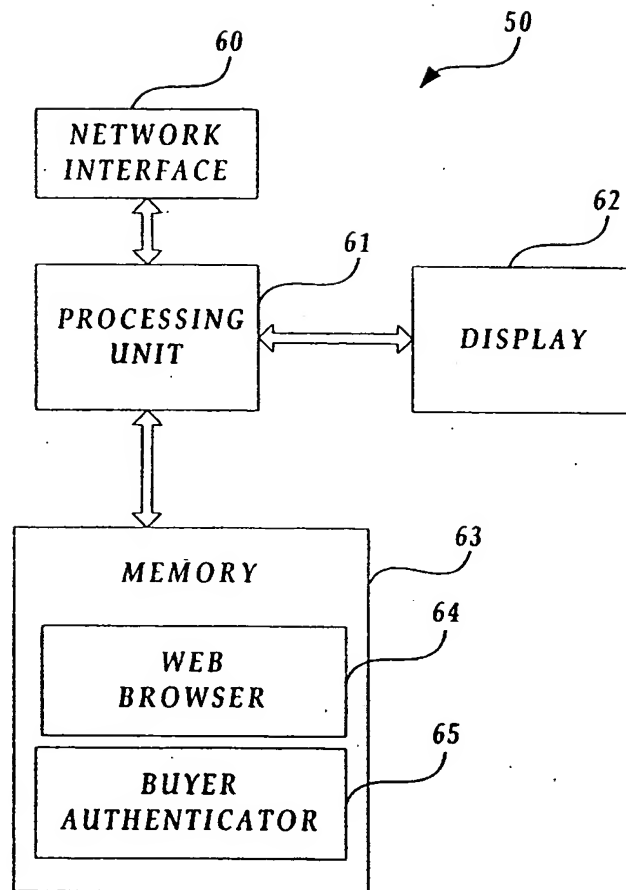 60
50
NETWORK
INTERFACE
61
62
PROCESSING
UNIT
DISPLAY
63
MEMORY
64
WEB
BROWSER
65
BUYER
AUTHENTICATOR